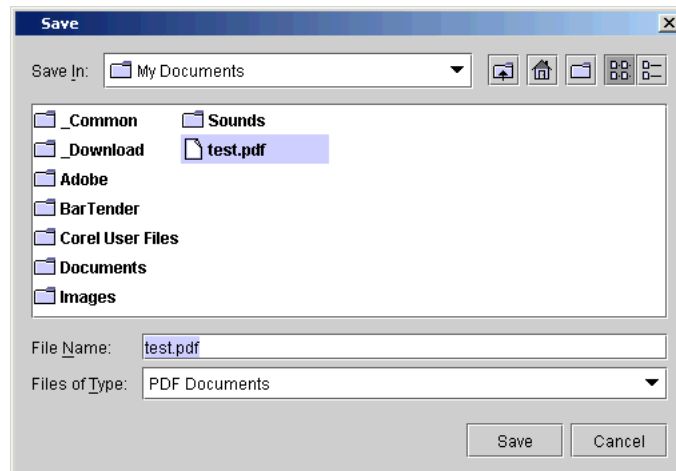 Save
Save In: My Documents
_Common Sounds
_Download test.pdf
Adobe
BarTender
Corel User Files
Documents
Images
File Name: test.pdf
Files of Type: PDF Documents
Save Cancel